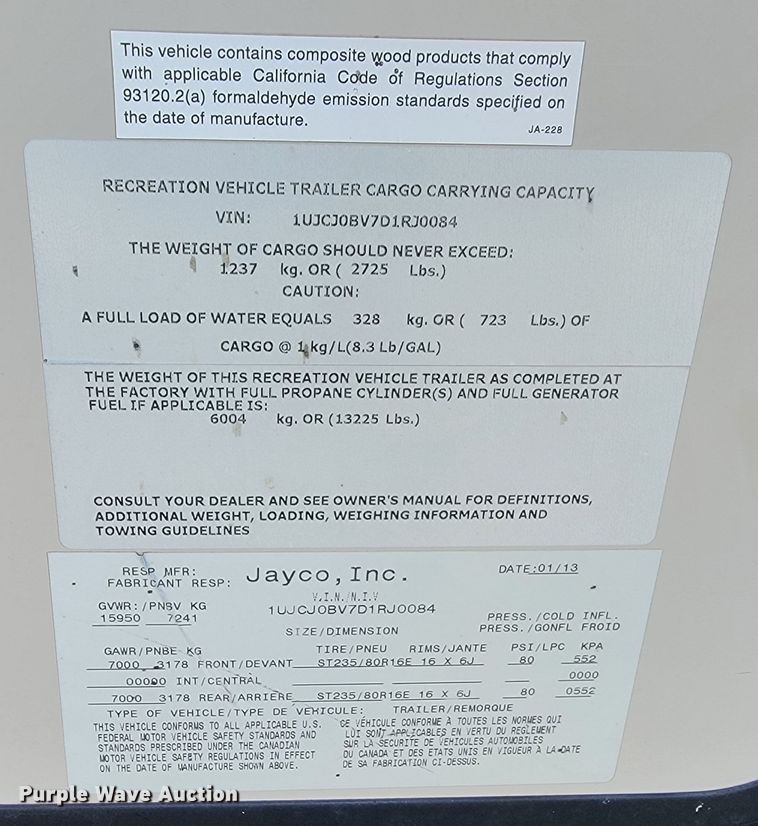 This vehicle contains composite wood products that comply
with applicable California Code of Regulations Section
93120.2(a) formaldehyde emission standards specified on
the date of manufacture.
JA-228
RECREATION VEHICLE TRAILER CARGO CARRYING CAPACITY
VIN: 1UJCJ0BV7D1RJ0084
THE WEIGHT OF CARGO SHOULD NEVER EXCEED:
1237 kg. OR ( 2725 Lbs.)
CAUTION:
A FULL LOAD OF WATER EQUALS 328 kg. OR ( 723 Lbs.) OF
CARGO @ 1 kg/L(8.3 Lb/GAL)
THE WEIGHT OF THIS RECREATION VEHICLE TRAILER AS COMPLETED AT
THE FACTORY WITH FULL PROPANE CYLINDER(S) AND FULL GENERATOR
FUEL IF APPLICABLE IS:
6004 kg. OR (13225 Lbs.)
CONSULT YOUR DEALER AND SEE OWNER'S MANUAL FOR DEFINITIONS,
ADDITIONAL WEIGHT, LOADING, WEIGHING INFORMATION AND
TOWING GUIDELINES
RESP MFR:
FABRICANT RESP: Jayco, Inc. DATE:01/13
V.I.N./N.I.V
GVWR: /PNBV KG 1UJCJ0BV7D1RJ0084
15950 7241 PRESS./COLD INFL.
SIZE/DIMENSION PRESS./GONFL FROID
GAWR/PNBE KG TIRE/PNEU RIMS/JANTE PSI/LPC KPA
7000 3178 FRONT/DEVANT ST235/80R16E 16 X 6J 80 552
00000 INT/CENTRAL 0000
7000 3178 REAR/ARRIERE ST235/80R16E 16 X 6J 80 0552
TYPE OF VEHICLE/TYPE DE VEHICULE: TRAILER/REMORQUE
THIS VEHICLE CONFORMS TO ALL APPLICABLE U.S.
FEDERAL MOTOR VEHICLE SAFETY STANDARDS AND
STANDARDS PRESCRIBED UNDER THE CANADIAN
MOTOR VEHICLE SAFETY REGULATIONS IN EFFECT
ON THE DATE OF MANUFACTURE SHOWN ABOVE.
CE VÉHICULE CONFORME À TOUTES LES NORMES QUI
LUI SONT APPLICABLES EN VERTU DU REGLEMENT
SUR LA SECURITE DE VEHICULES AUTOMOBILES
DU CANADA ET DES ETATS UNIS EN VIGUEUR À LA DATE
DE SA FABRICATION CI-DESSUS.
Purple Wave Auction